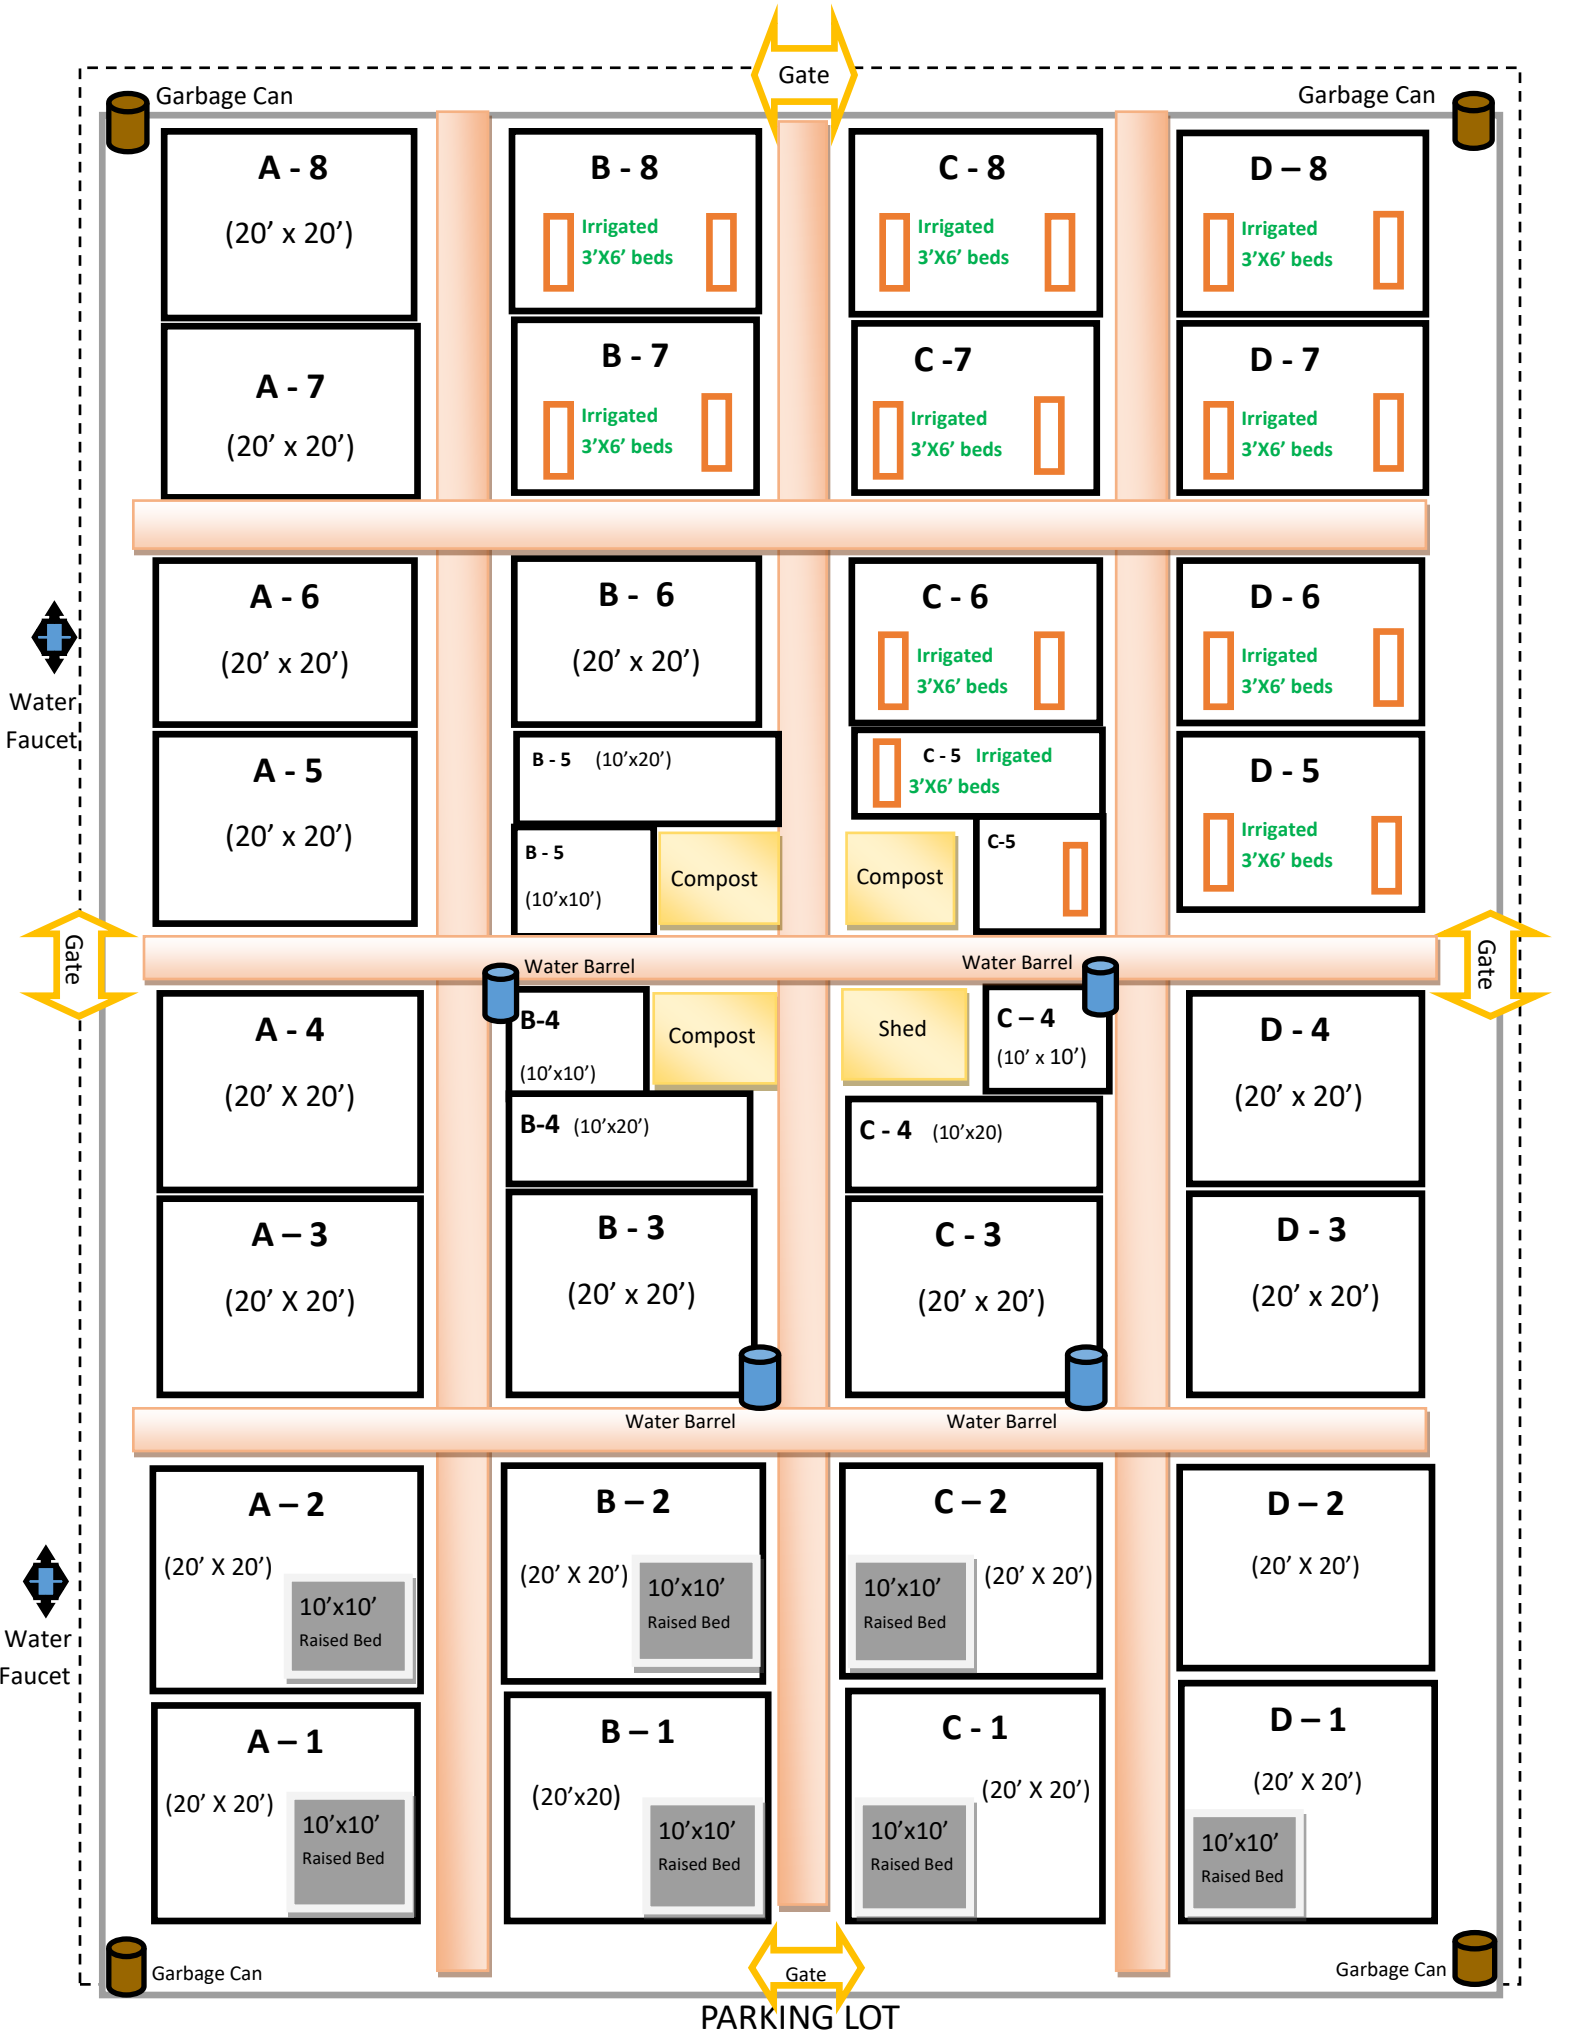 Gate
Garbage Can
Garbage Can
A - 8
(20’ x 20’)
B - 8
Irrigated
3’X6’ beds
C - 8
Irrigated
3’X6’ beds
D – 8
Irrigated
3’X6’ beds
A - 7
(20’ x 20’)
B - 7
Irrigated
3’X6’ beds
C -7
Irrigated
3’X6’ beds
D - 7
Irrigated
3’X6’ beds
Water
Faucet
A - 6
(20’ x 20’)
B -  6
(20’ x 20’)
C - 6
Irrigated
3’X6’ beds
D - 6
Irrigated
3’X6’ beds
A - 5
(20’ x 20’)
B - 5 (10’x20’)
B - 5
(10’x10’)
Compost
C - 5 Irrigated
3’X6’ beds
Compost
C-5
D - 5
Irrigated
3’X6’ beds
Gate
Gate
Water Barrel
Water Barrel
A - 4
(20’ X 20’)
B-4
(10’x10’)
Compost
B-4 (10’x20’)
Shed
C – 4
(10’ x 10’)
C - 4 (10’x20)
D - 4
(20’ x 20’)
A – 3
(20’ X 20’)
B - 3
(20’ x 20’)
C - 3
(20’ x 20’)
D - 3
(20’ x 20’)
Water Barrel
Water Barrel
Water
Faucet
A – 2
(20’ X 20’)
10’x10’
Raised Bed
B – 2
(20’ X 20’)
10’x10’
Raised Bed
C – 2
(20’ X 20’)
10’x10’
Raised Bed
D – 2
(20’ X 20’)
A – 1
(20’ X 20’)
10’x10’
Raised Bed
B – 1
(20’x20)
10’x10’
Raised Bed
C - 1
(20’ X 20’)
10’x10’
Raised Bed
D – 1
(20’ X 20’)
10’x10’
Raised Bed
Garbage Can
Gate
Garbage Can
PARKING LOT